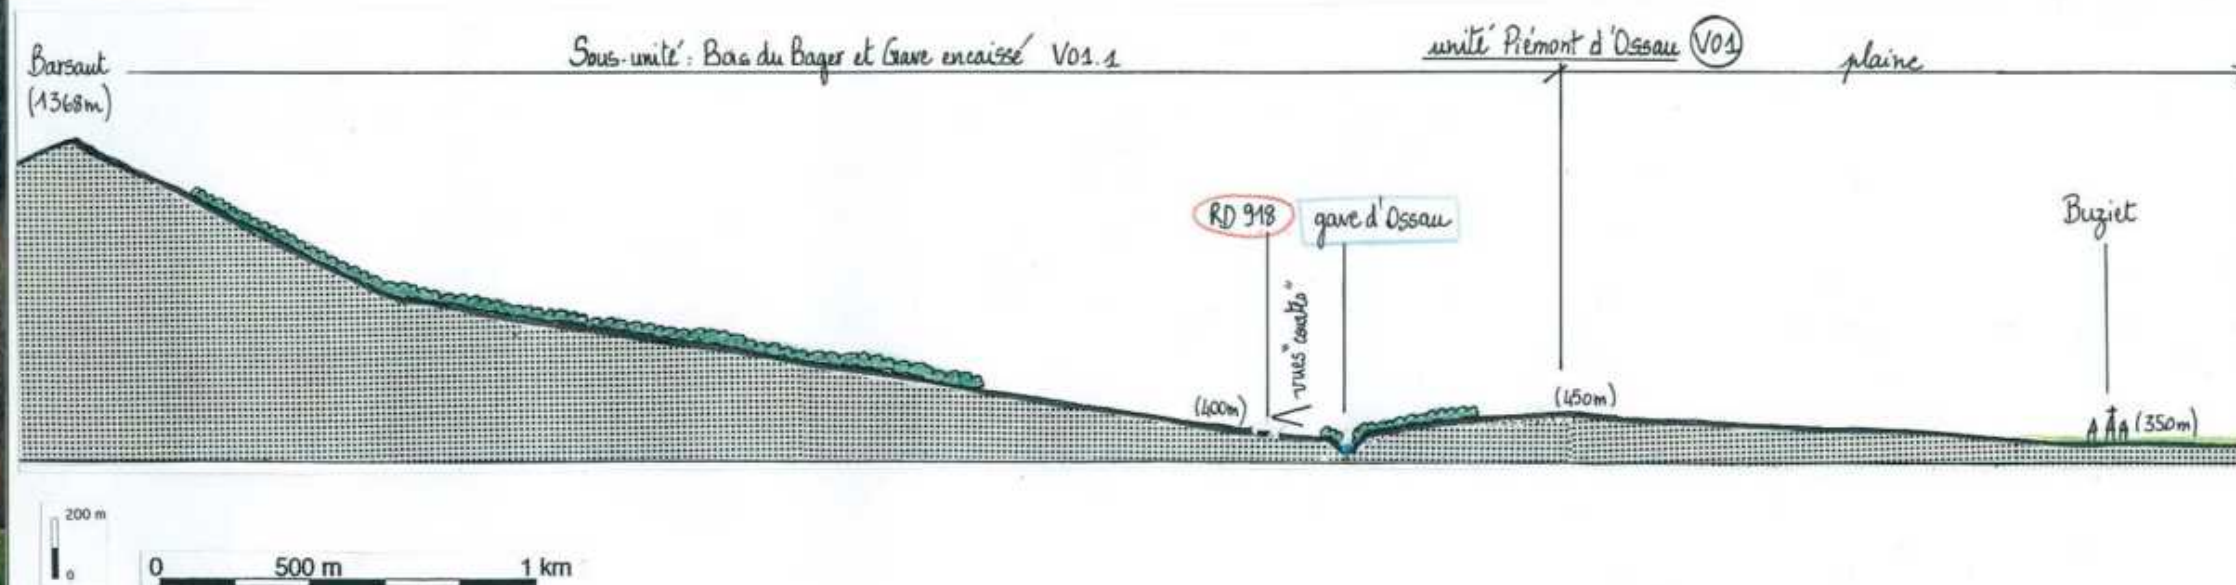 Barsaut
(1368m)
Sous-unité : Bois du Bager et Gave encaissé V01.1
unité Piémont d'Ossau V01
plaine
RD 918
gave d'Ossau
Buziet
vues "courtes"
(400m)
(450m)
(350m)
200 m
0
0 500 m 1 km